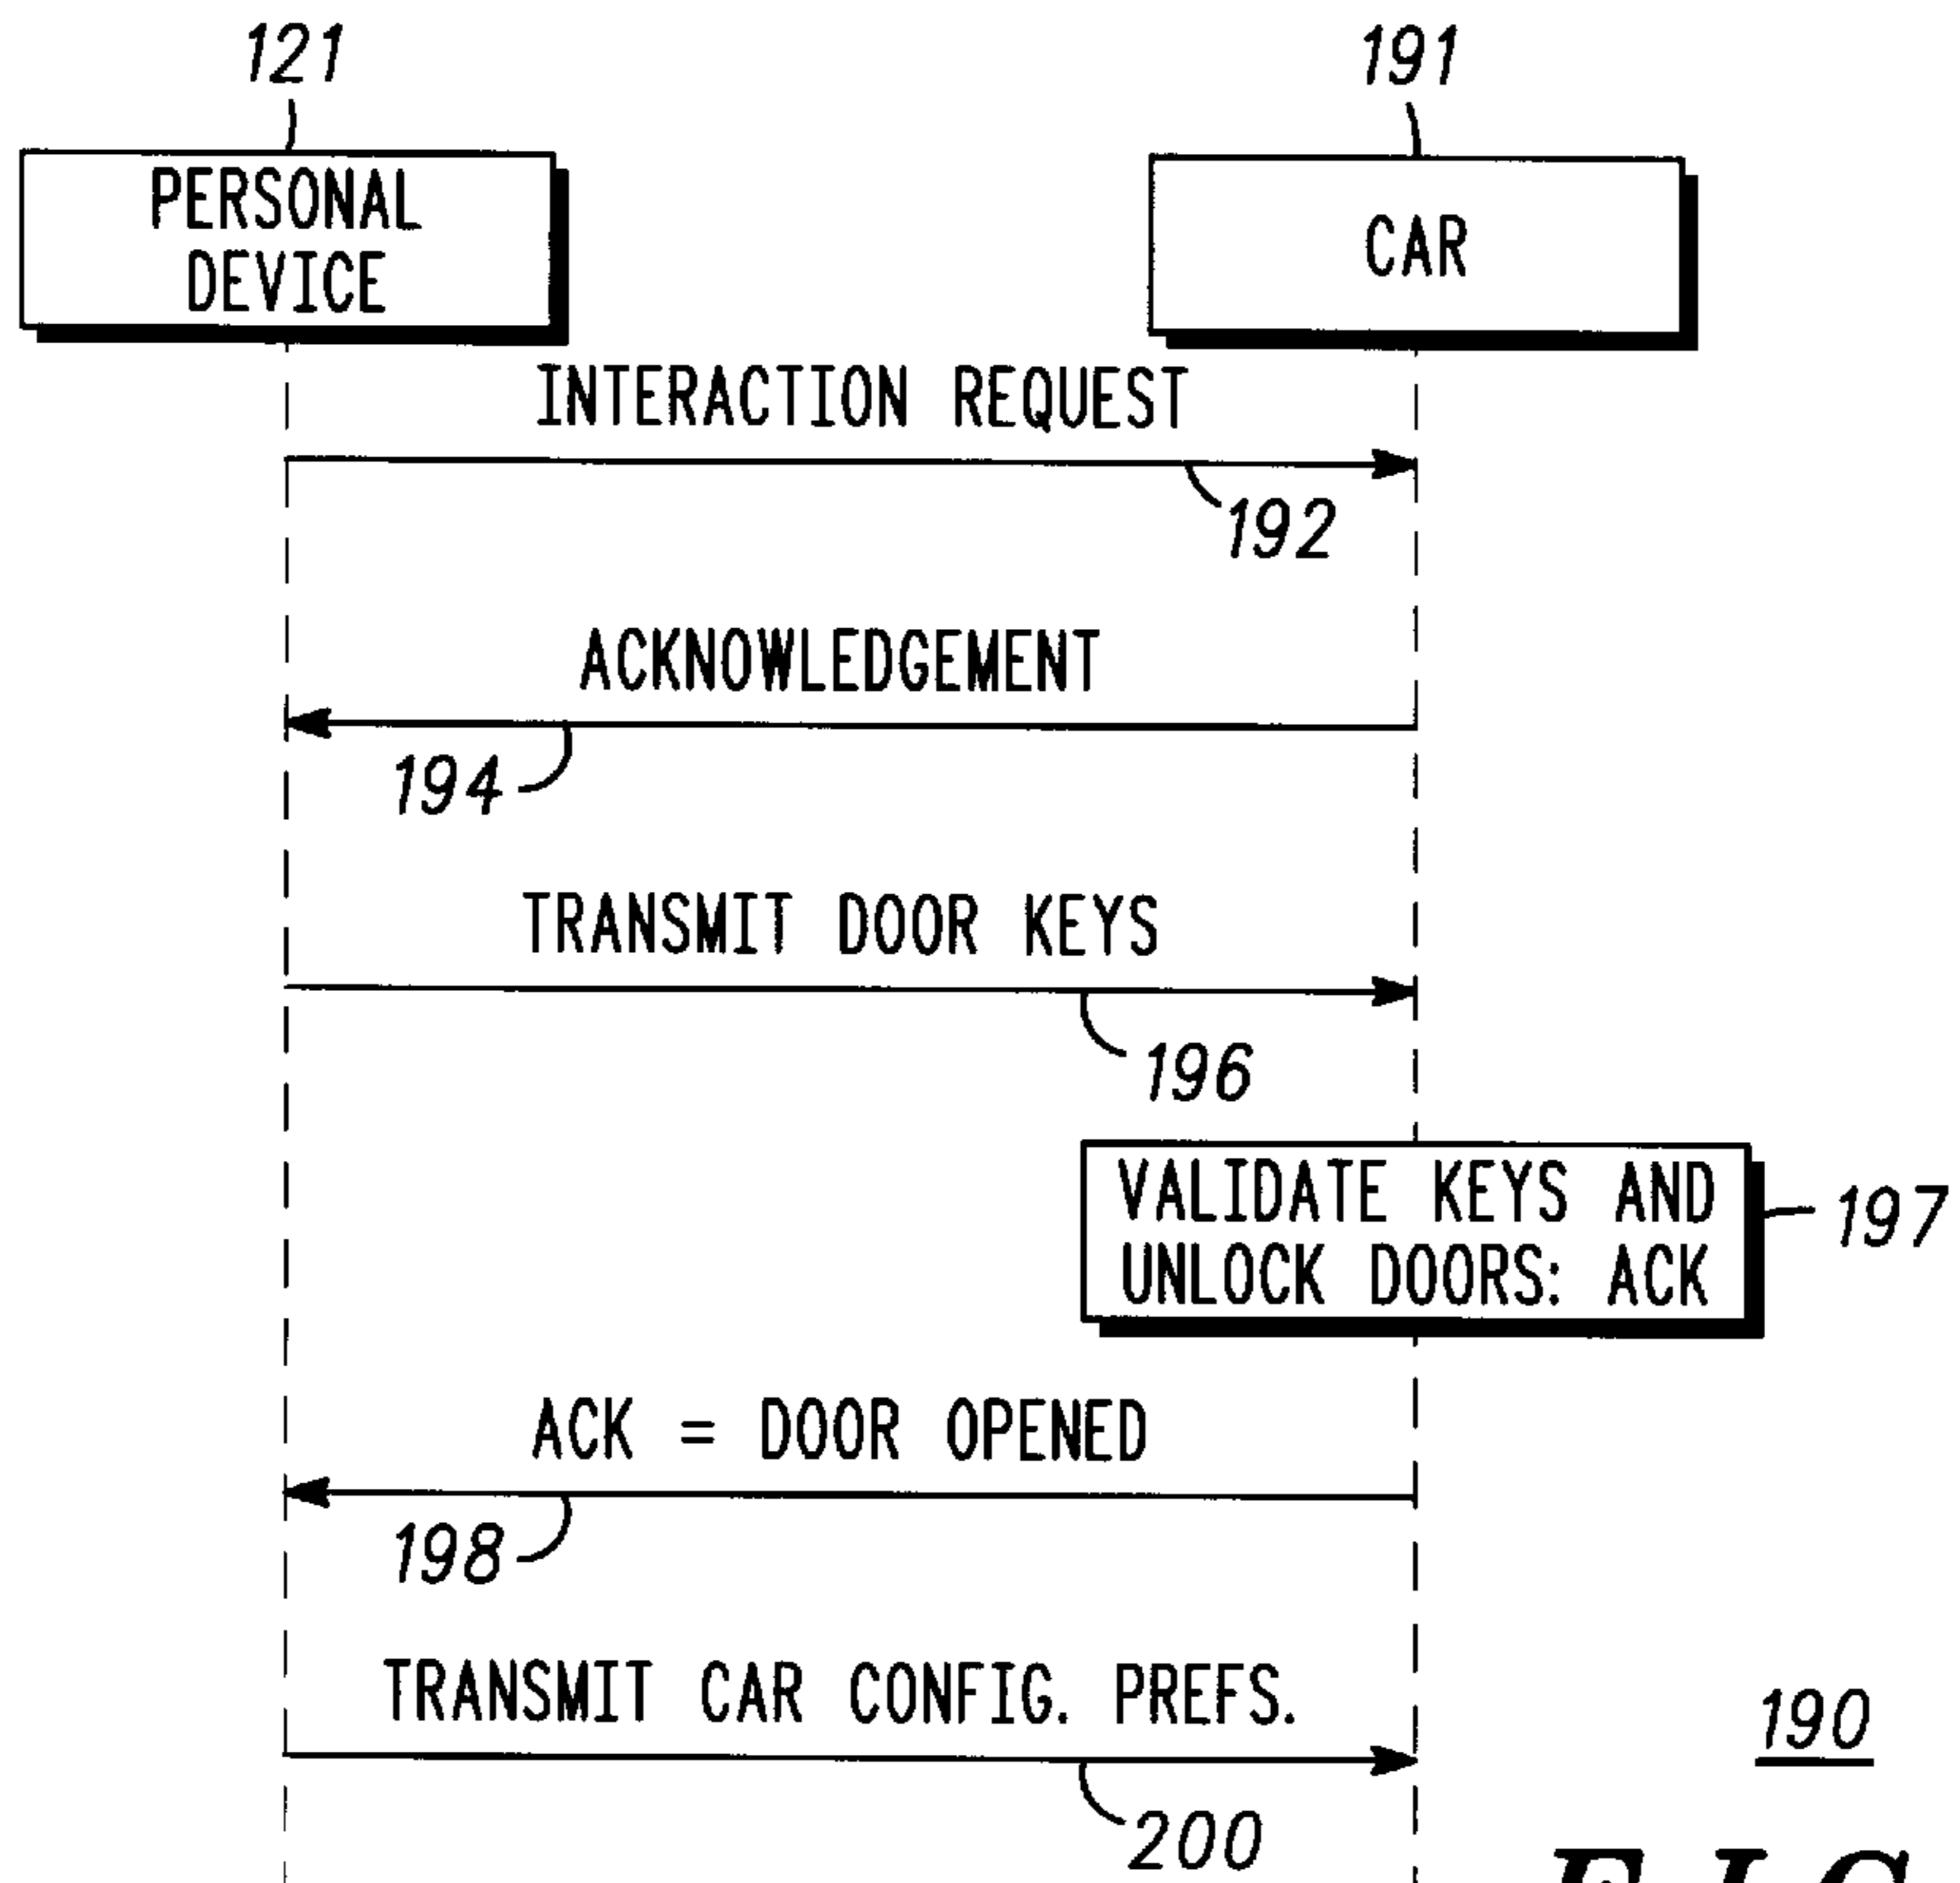 121
191
PERSONAL
DEVICE
CAR
INTERACTION REQUEST
192
ACKNOWLEDGEMENT
194
TRANSMIT DOOR KEYS
196
VALIDATE KEYS AND
UNLOCK DOORS: ACK
197
ACK = DOOR OPENED
198
TRANSMIT CAR CONFIG. PREFS.
190
200